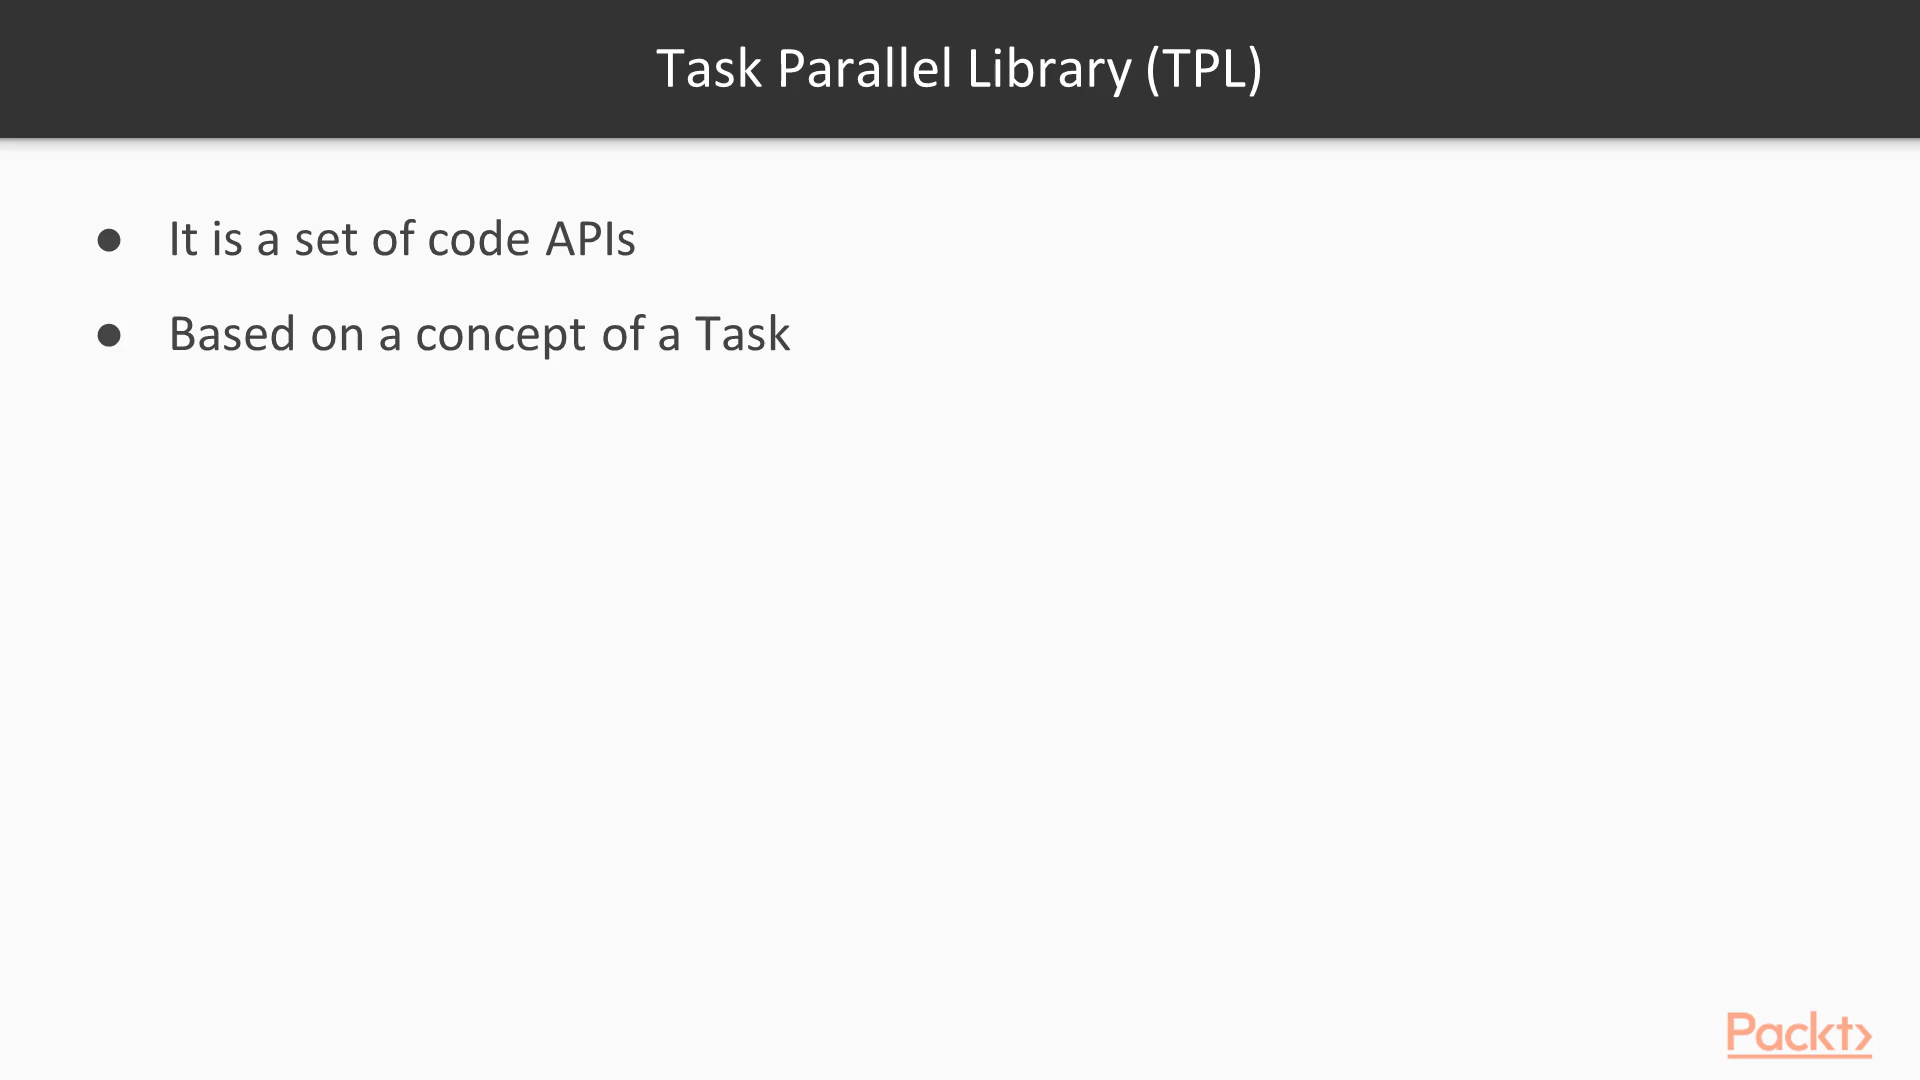 Task Parallel Library (TPL)
● It is a set of code APIs
● Based on a concept of a Task
Packt>